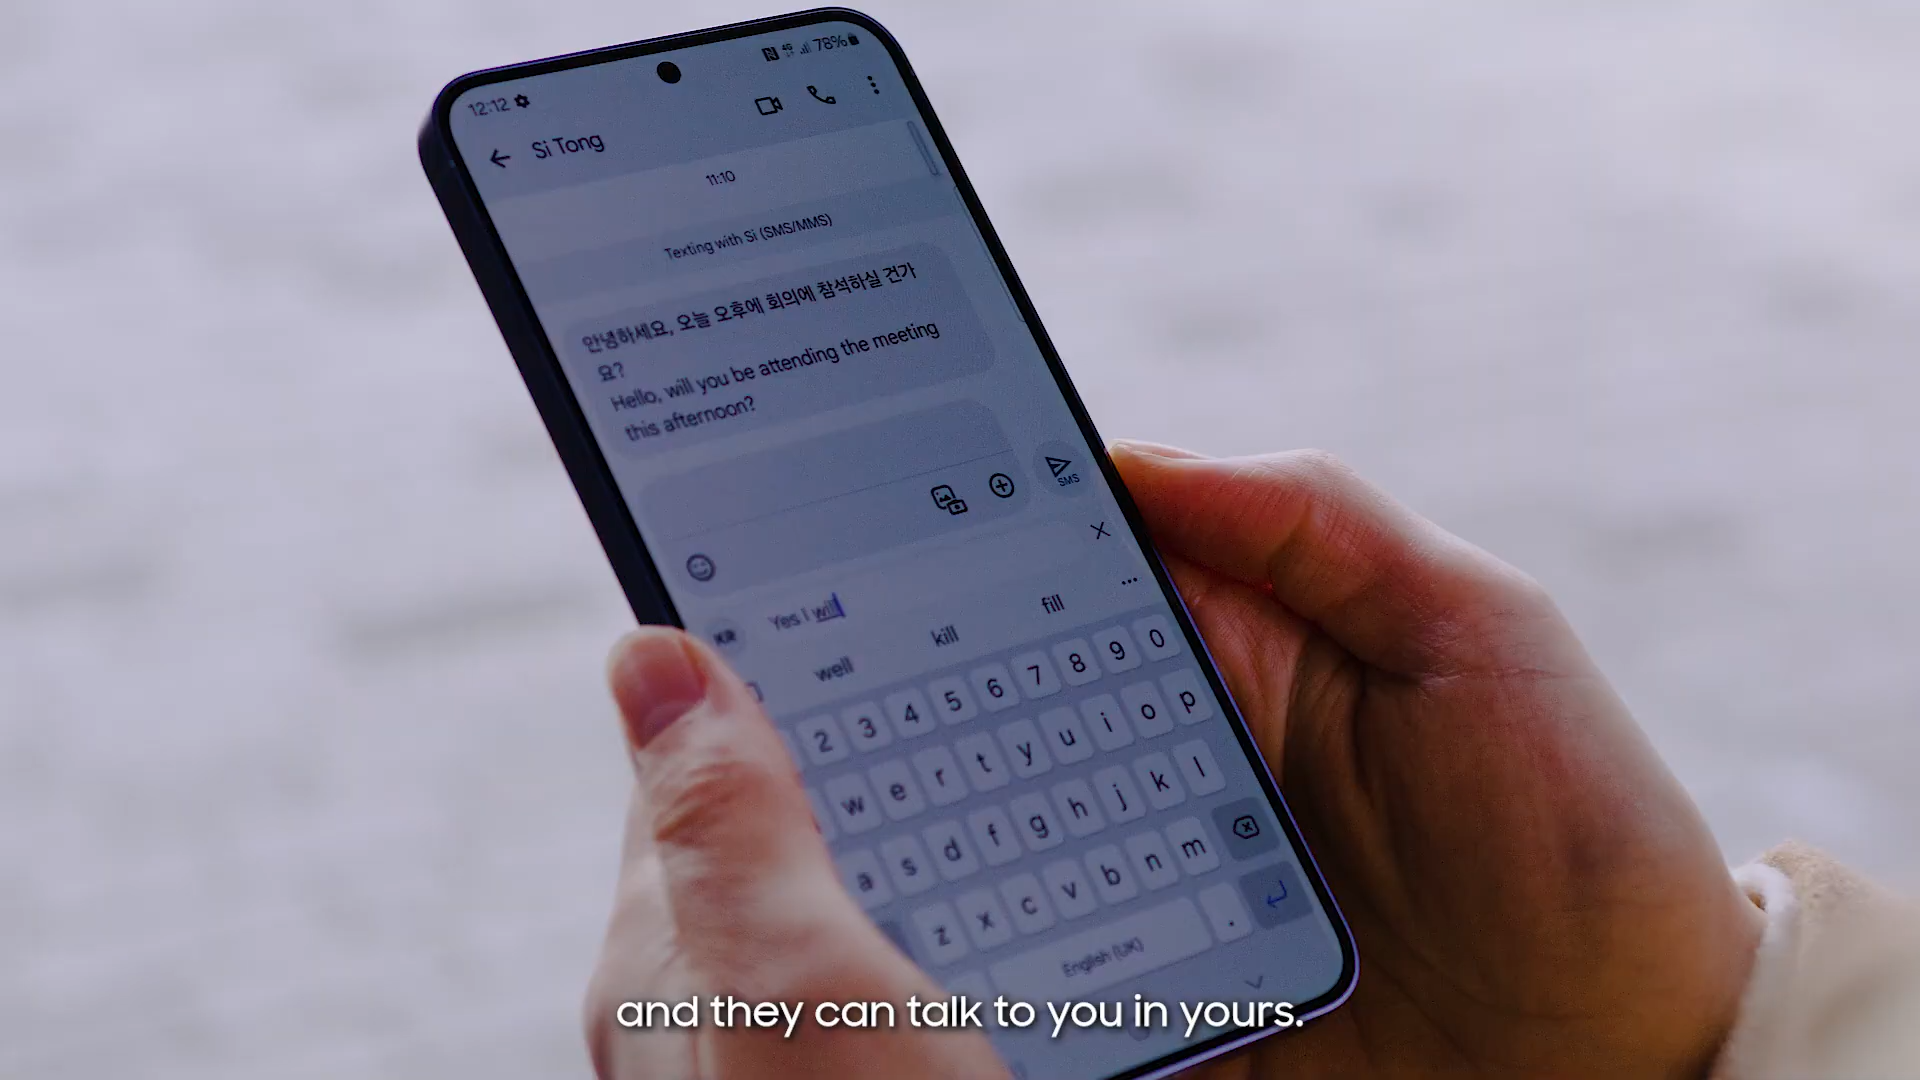 12:12
78%
Si Tong
11:10
Texting with Si (SMS/MMS)
안녕하세요, 오늘 오후에 회의에 참석하실 건가
요?
Hello, will you be attending the meeting
this afternoon?
SMS
Yes I will
well kill fill
2 3 4 5 6 7 8 9 0
w e r t y u i o p
a s d f g h j k l
z x c v b n m
English (UK) .
and they can talk to you in yours.